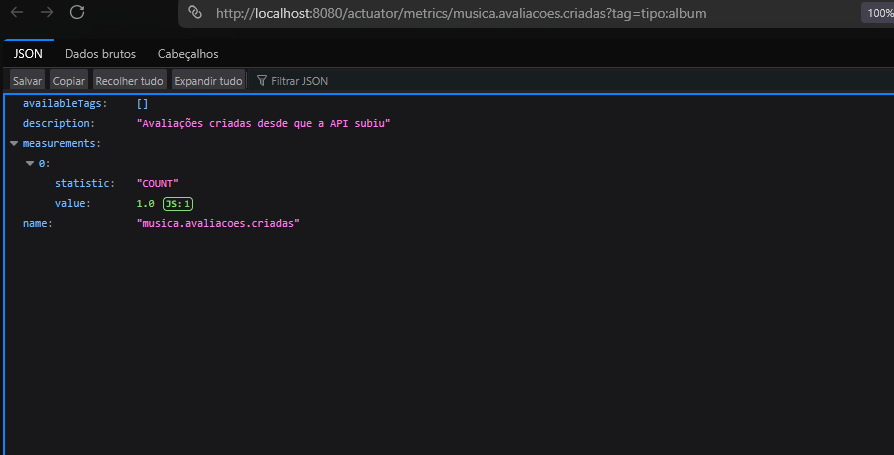 http://localhost:8080/actuator/metrics/musica.avaliacoes.criadas?tag=tipo:album 100%
JSON Dados brutos Cabeçalhos
Salvar Copiar Recolher tudo Expandir tudo Filtrar JSON
availableTags: []
description: "Avaliações criadas desde que a API subiu"
measurements:
0:
statistic: "COUNT"
value: 1.0 JS:1
name: "musica.avaliacoes.criadas"